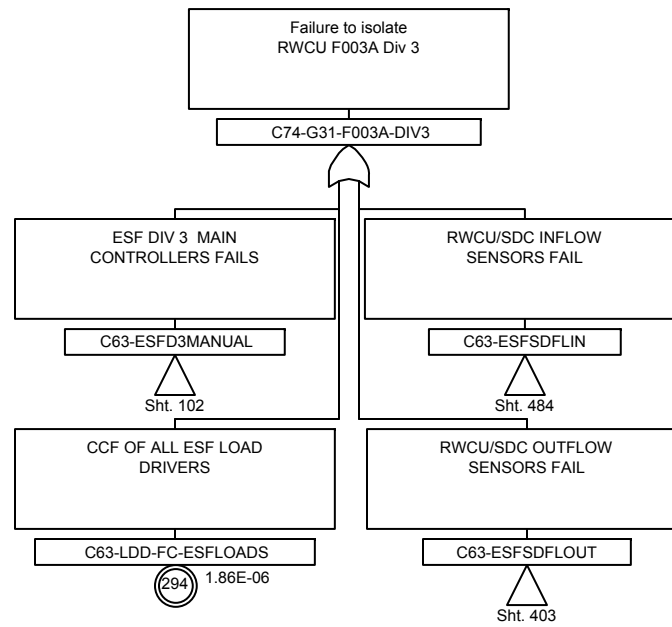 Failure to isolate
RWCU F003A Div 3
C74-G31-F003A-DIV3
ESF DIV 3 MAIN
CONTROLLERS FAILS
C63-ESFD3MANUAL
Sht. 102
RWCU/SDC INFLOW
SENSORS FAIL
C63-ESFSDFLIN
Sht. 484
CCF OF ALL ESF LOAD
DRIVERS
C63-LDD-FC-ESFLOADS
294
1.86E-06
RWCU/SDC OUTFLOW
SENSORS FAIL
C63-ESFSDFLOUT
Sht. 403